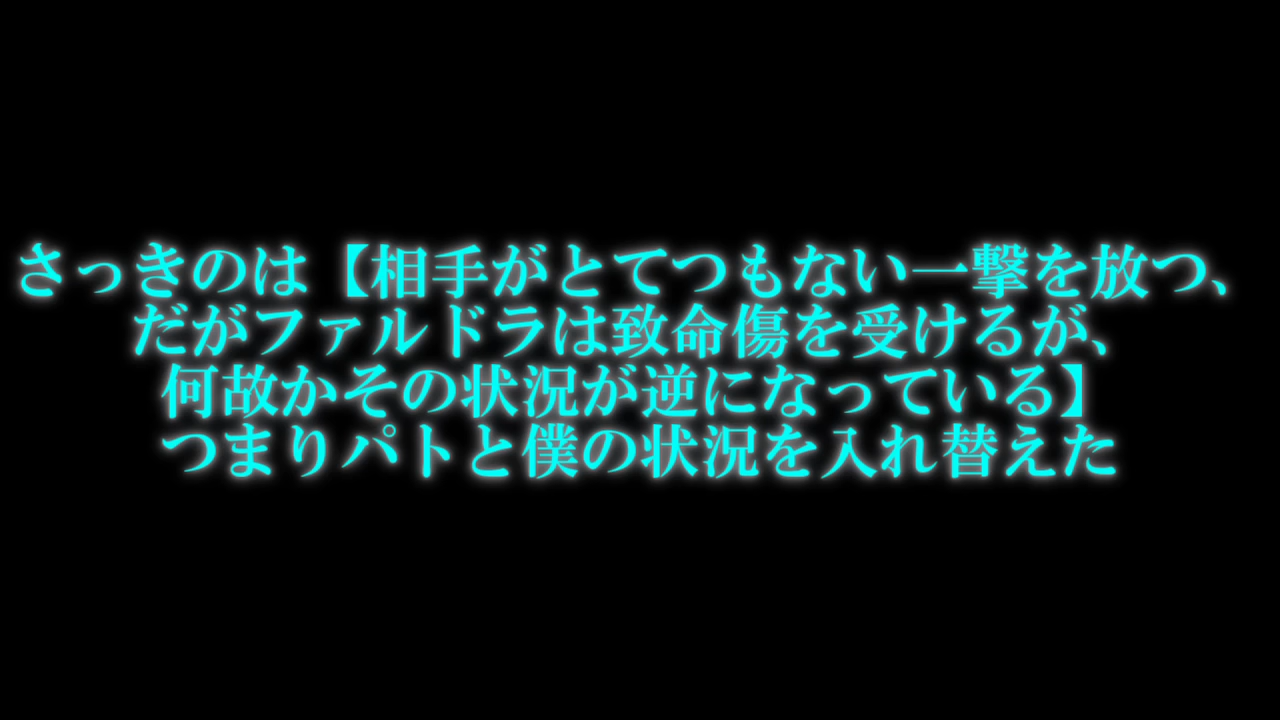 さっきのは【相手がとてつもない一撃を放つ、
だがファルドラは致命傷を受けるが、
何故かその状況が逆になっている】
つまりパトと僕の状況を入れ替えた